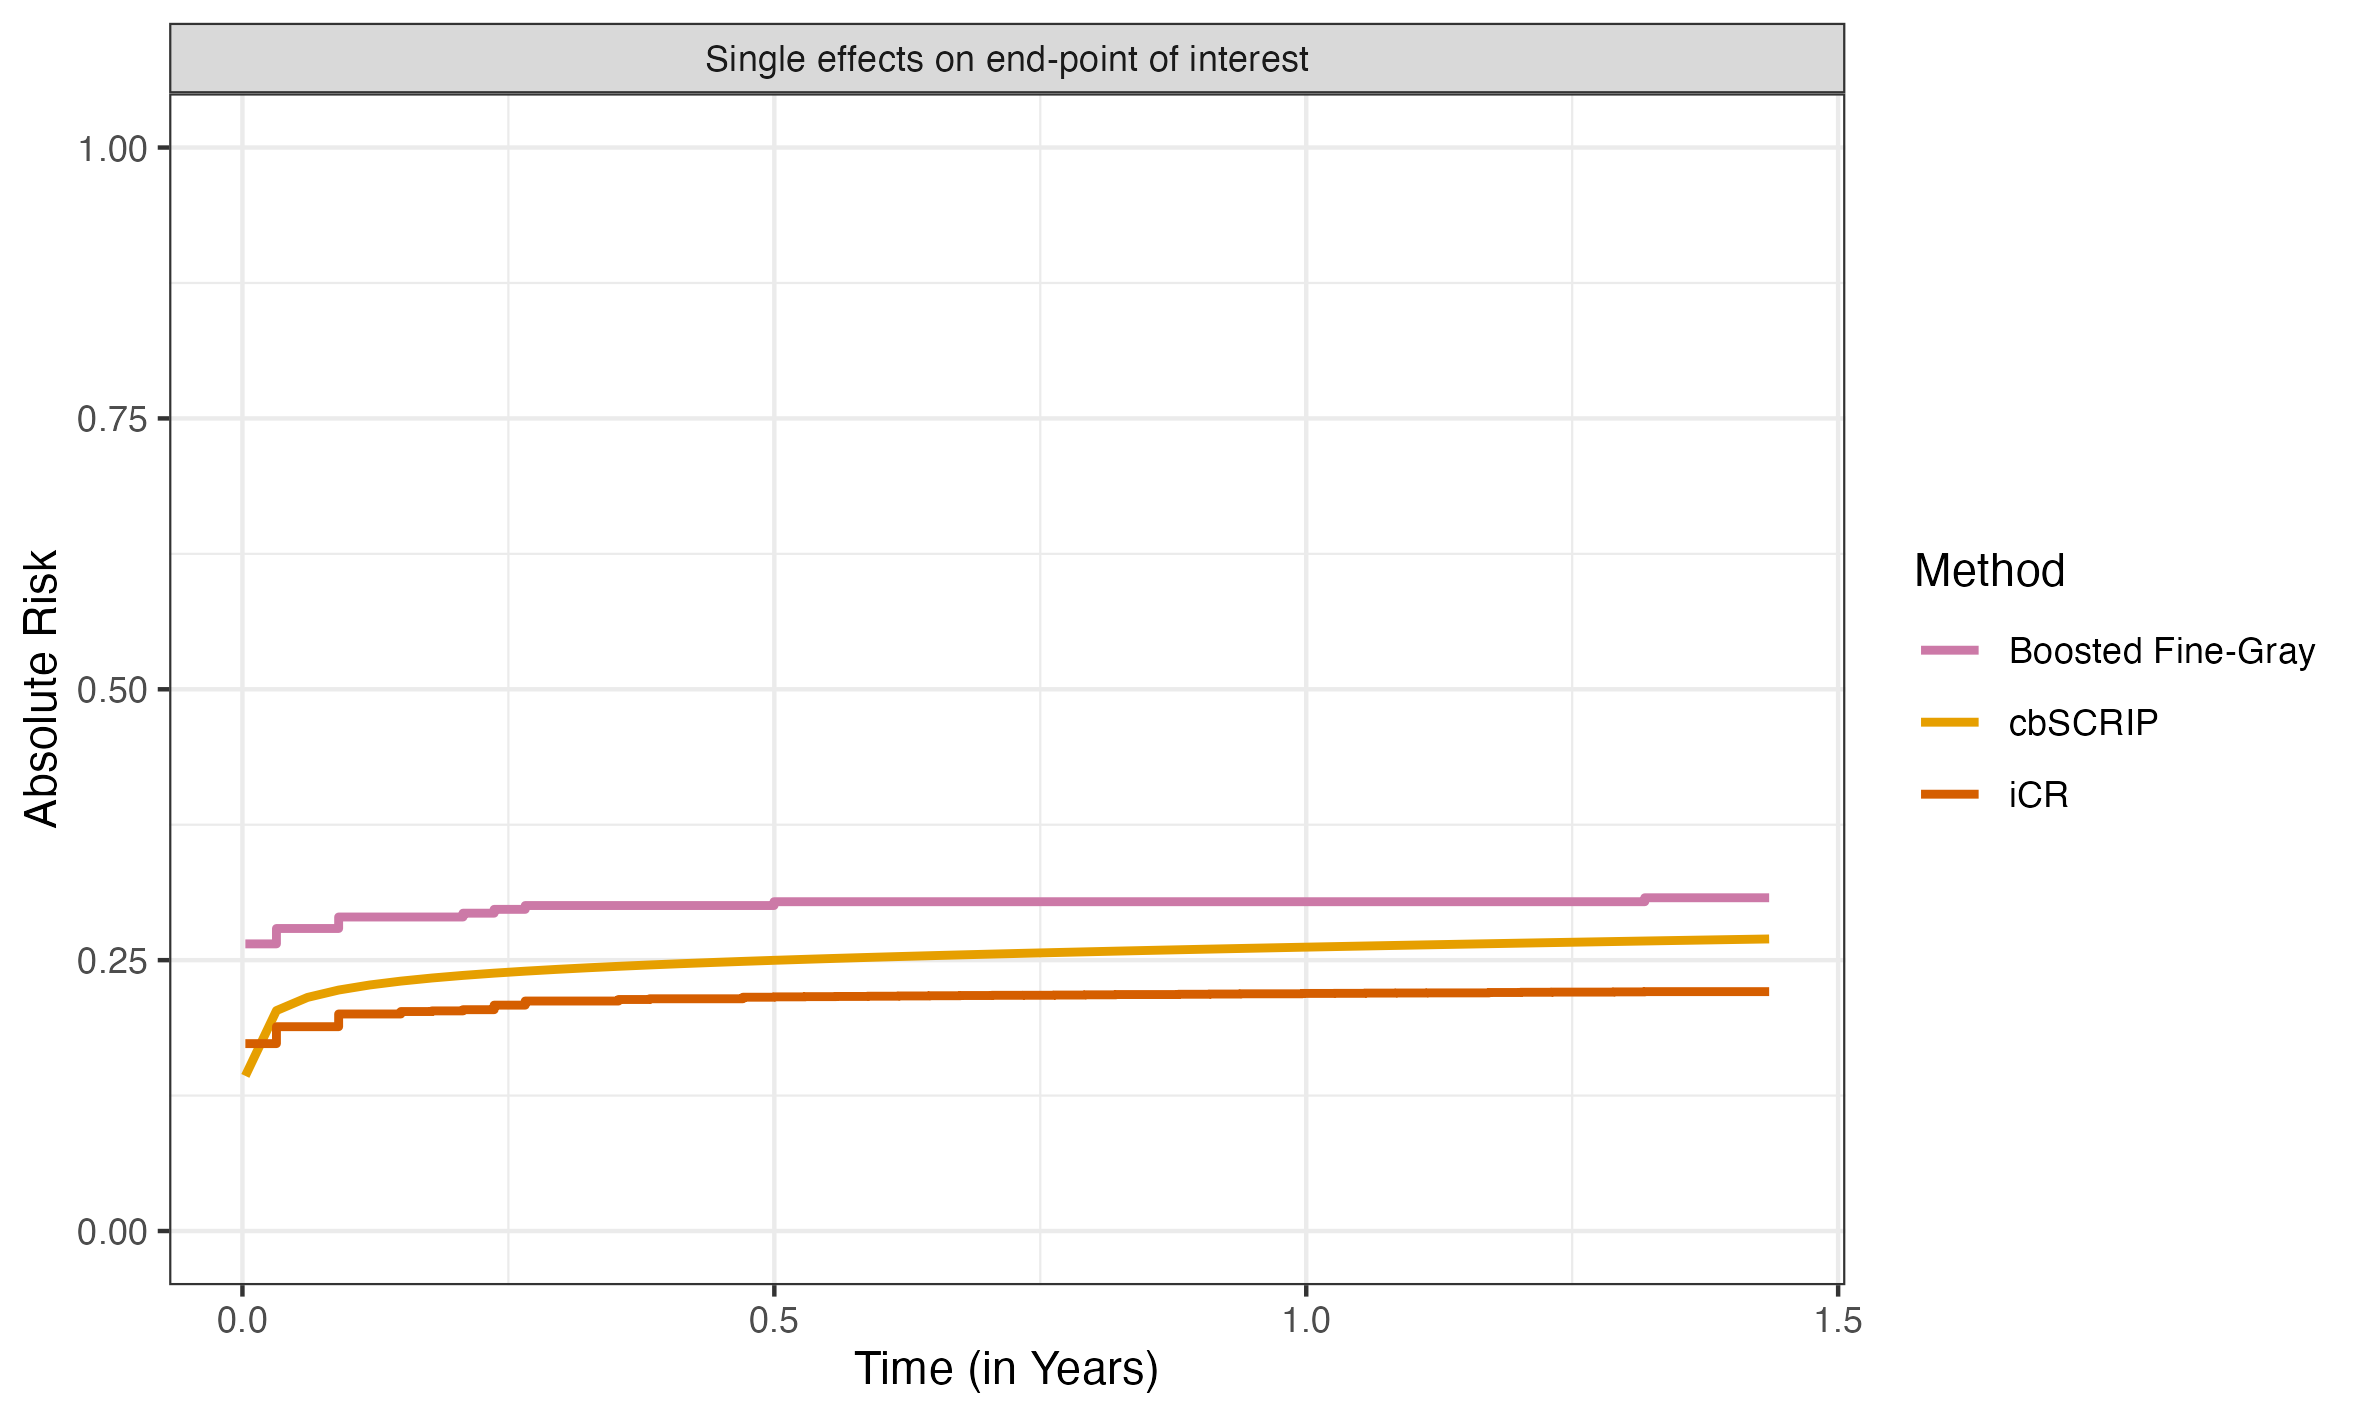 Single effects on end-point of interest
1.00
0.75
0.50
0.25
0.00
Absolute Risk
0.0 0.5 1.0 1.5
Time (in Years)
Method
Boosted Fine-Gray
cbSCRIP
iCR